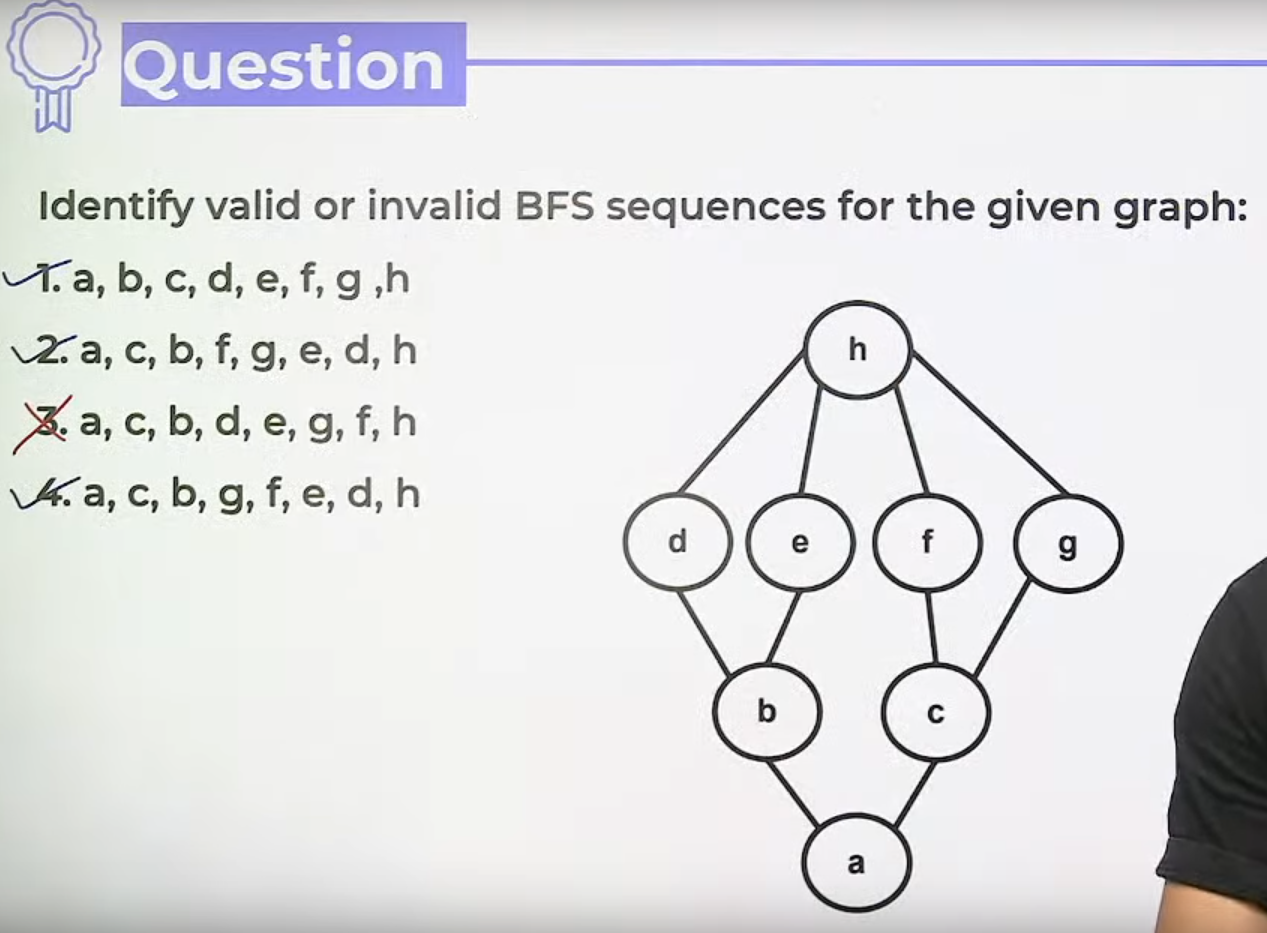 Question
Identify valid or invalid BFS sequences for the given graph:
1. a, b, c, d, e, f, g ,h
2. a, c, b, f, g, e, d, h
3. a, c, b, d, e, g, f, h
4. a, c, b, g, f, e, d, h
h
d e f g
b c
a